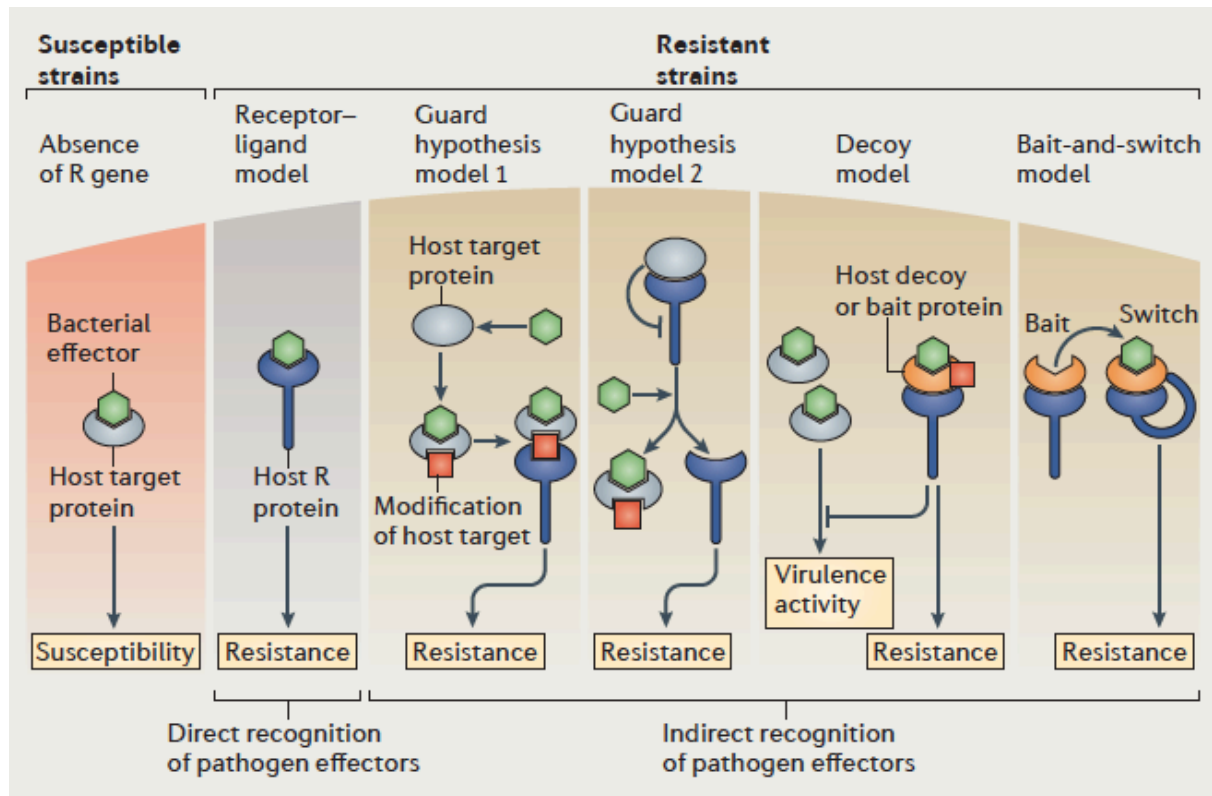 Susceptible
strains
Resistant
strains
Absence
of R gene
Receptor–
ligand
model
Guard
hypothesis
model 1
Guard
hypothesis
model 2
Decoy
model
Bait-and-switch
model
Bacterial
effector
Host target
protein
Susceptibility
Host R
protein
Resistance
Host target
protein
Modification
of host target
Resistance
Resistance
Host decoy
or bait protein
Virulence
activity
Resistance
Bait
Switch
Resistance
Direct recognition
of pathogen effectors
Indirect recognition
of pathogen effectors